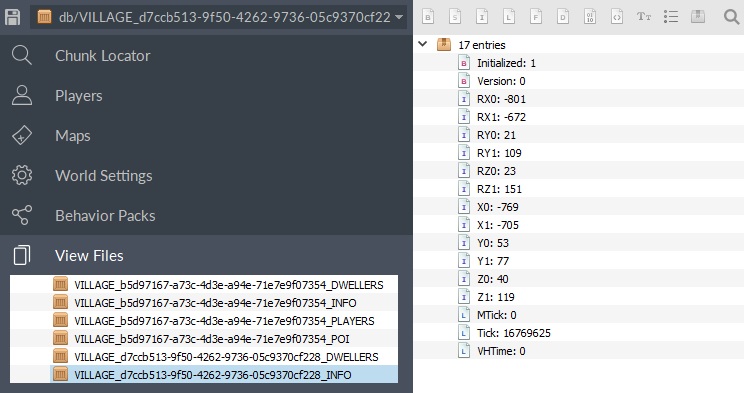 db/VILLAGE_d7ccb513-9f50-4262-9736-05c9370cf22
Chunk Locator
Players
Maps
World Settings
Behavior Packs
View Files
VILLAGE_b5d97167-a73c-4d3e-a94e-71e7e9f07354_DWELLERS
VILLAGE_b5d97167-a73c-4d3e-a94e-71e7e9f07354_INFO
VILLAGE_b5d97167-a73c-4d3e-a94e-71e7e9f07354_PLAYERS
VILLAGE_b5d97167-a73c-4d3e-a94e-71e7e9f07354_POI
VILLAGE_d7ccb513-9f50-4262-9736-05c9370cf228_DWELLERS
VILLAGE_d7ccb513-9f50-4262-9736-05c9370cf228_INFO
B S I L F D 01 10 <> TT
17 entries
B Initialized: 1
B Version: 0
I RX0: -801
I RX1: -672
I RY0: 21
I RY1: 109
I RZ0: 23
I RZ1: 151
I X0: -769
I X1: -705
I Y0: 53
I Y1: 77
I Z0: 40
I Z1: 119
L MTick: 0
L Tick: 16769625
L VHTime: 0